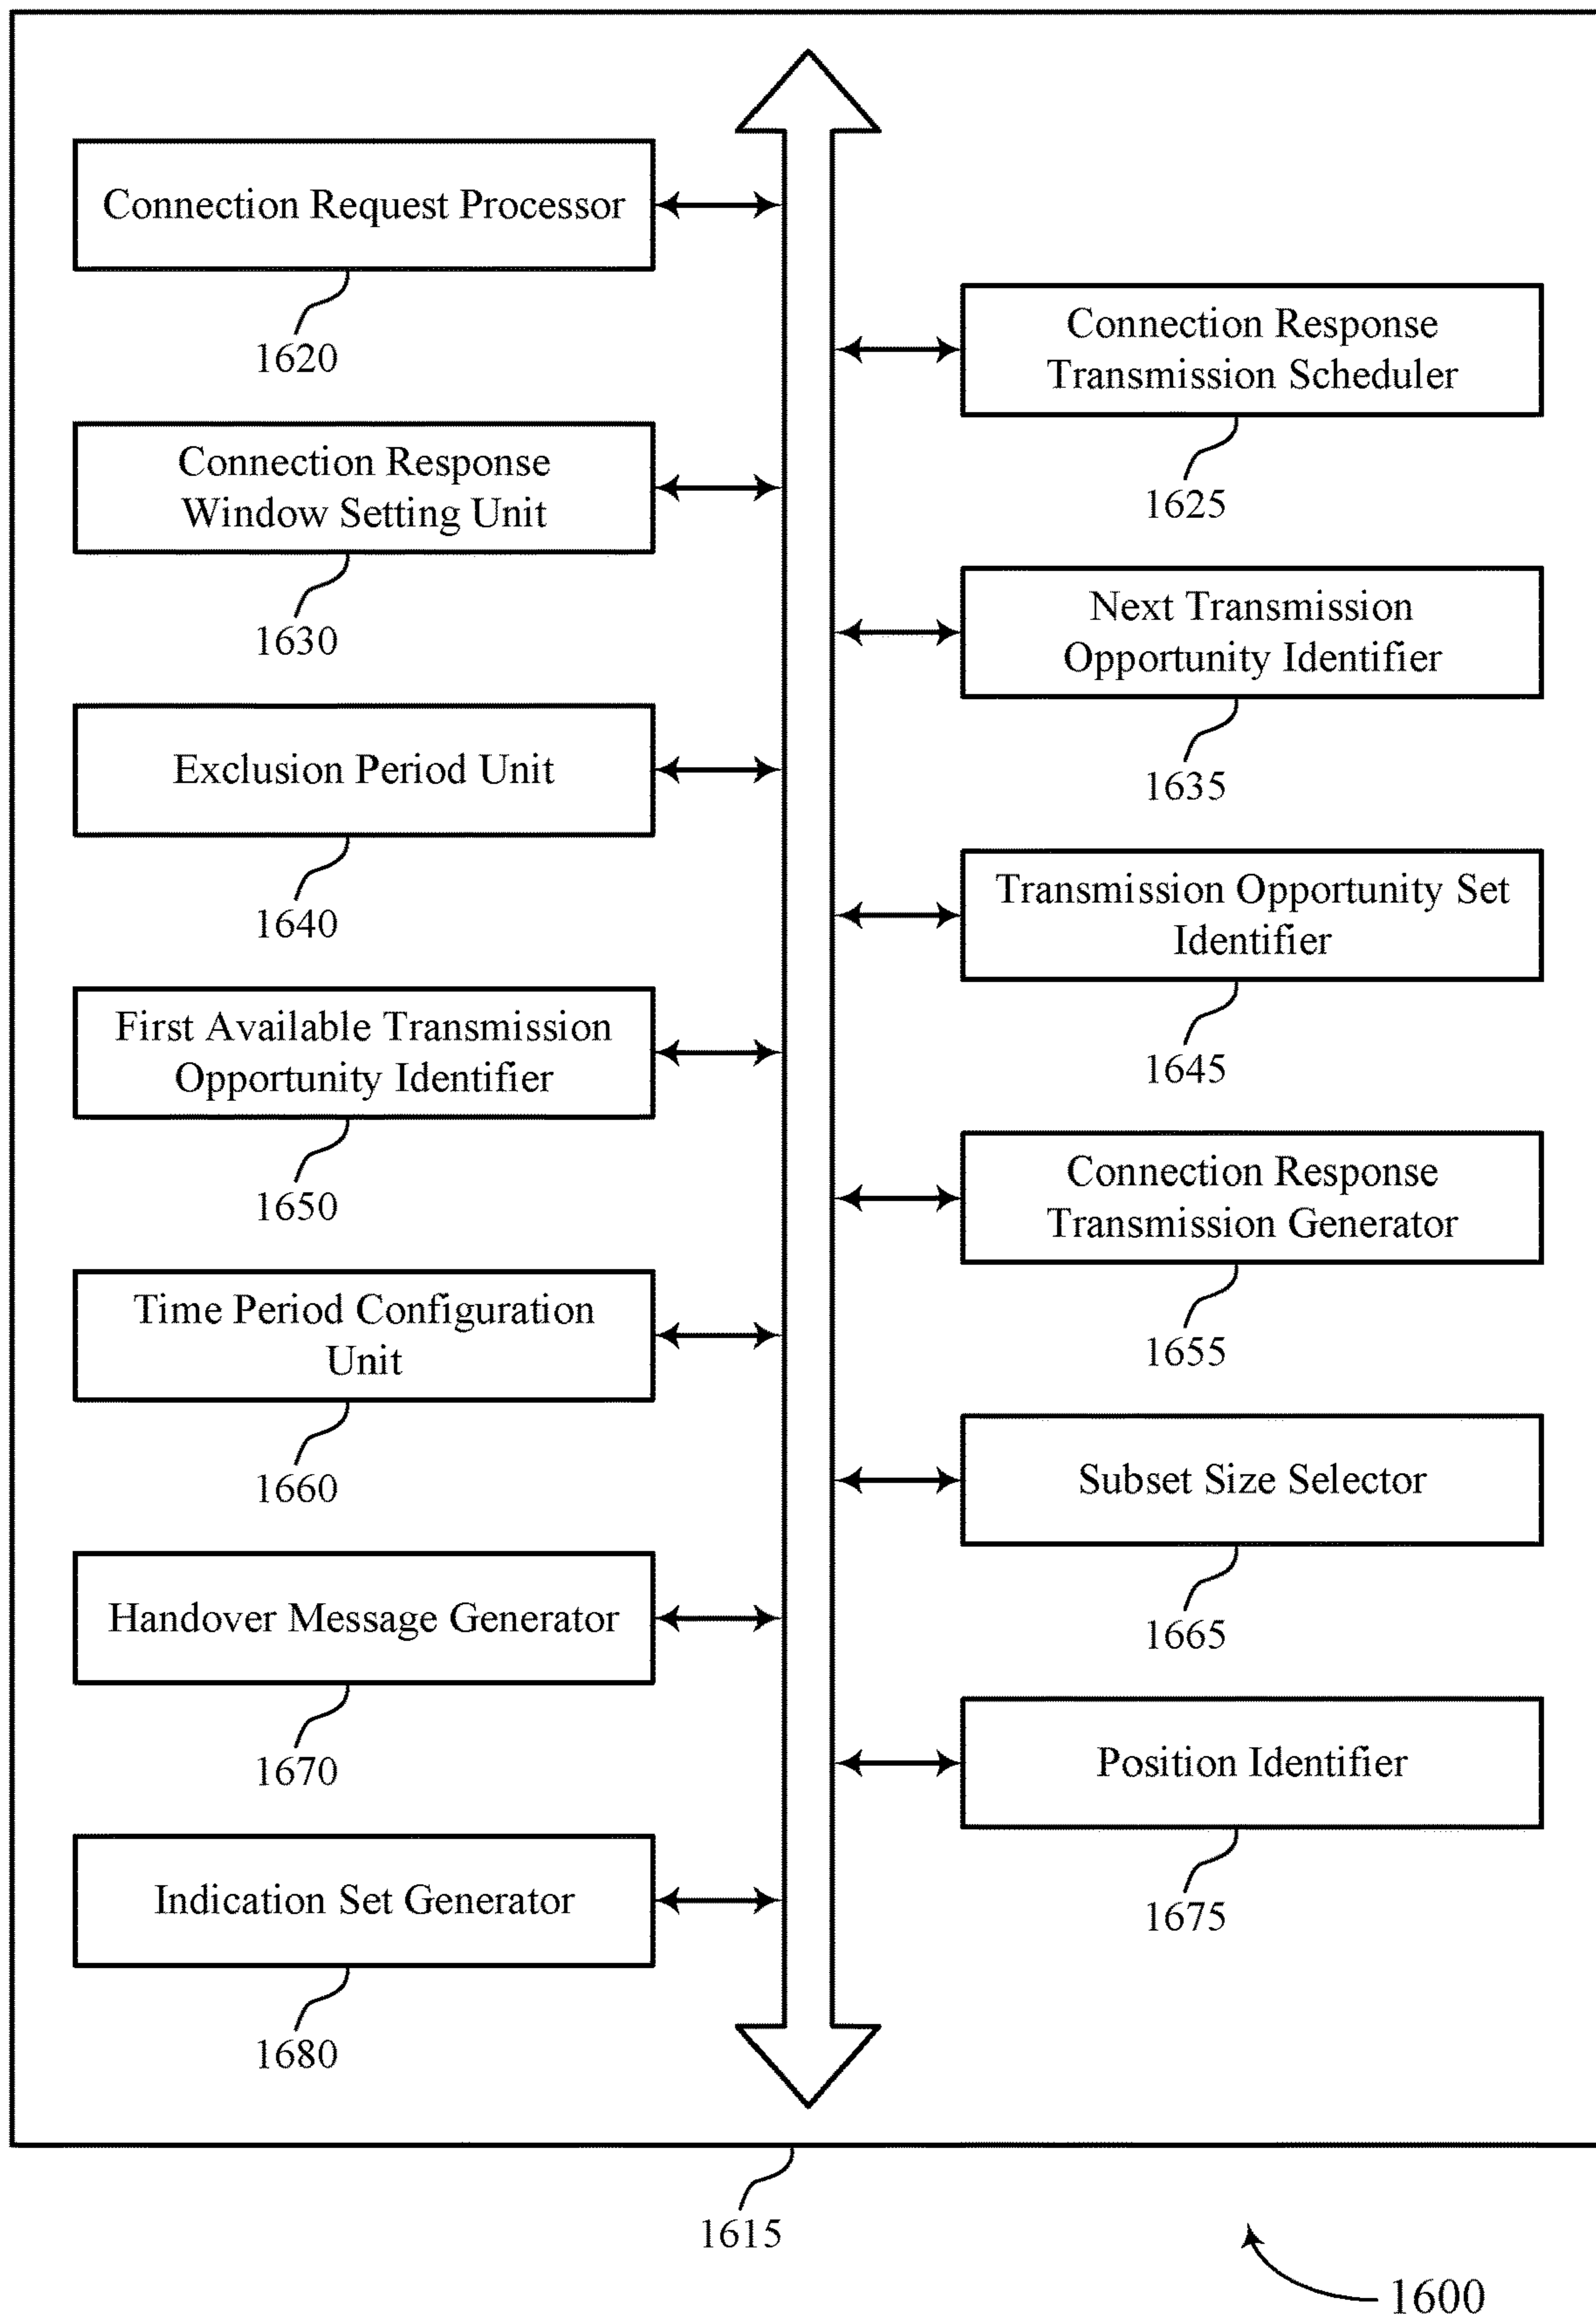 Connection Request Processor
1620
Connection Response
Transmission Scheduler
1625
Connection Response
Window Setting Unit
1630
Next Transmission
Opportunity Identifier
1635
Exclusion Period Unit
1640
Transmission Opportunity Set
Identifier
1645
First Available Transmission
Opportunity Identifier
1650
Connection Response
Transmission Generator
1655
Time Period Configuration
Unit
1660
Subset Size Selector
1665
Handover Message Generator
1670
Position Identifier
1675
Indication Set Generator
1680
1615
1600